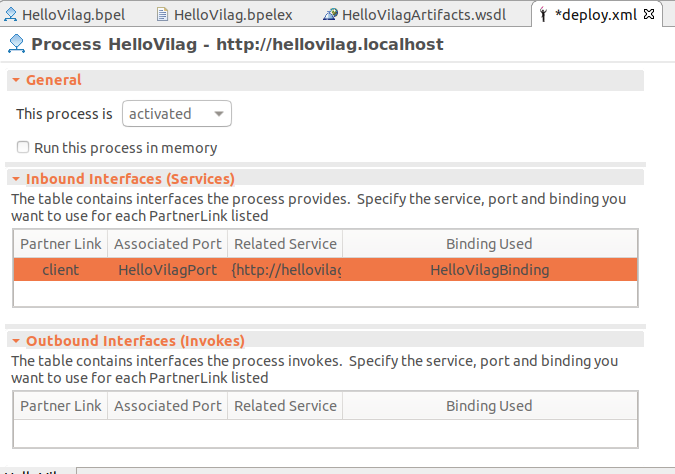 HelloVilag.bpel HelloVilag.bpelex HelloVilagArtifacts.wsdl *deploy.xml
Process HelloVilag - http://hellovilag.localhost
General
This process is activated
Run this process in memory
Inbound Interfaces (Services)
The table contains interfaces the process provides. Specify the service, port and binding you
want to use for each PartnerLink listed
Partner Link Associated Port Related Service Binding Used
client HelloVilagPort {http://hellovilag HelloVilagBinding
Outbound Interfaces (Invokes)
The table contains interfaces the process invokes. Specify the service, port and binding you
want to use for each PartnerLink listed
Partner Link Associated Port Related Service Binding Used